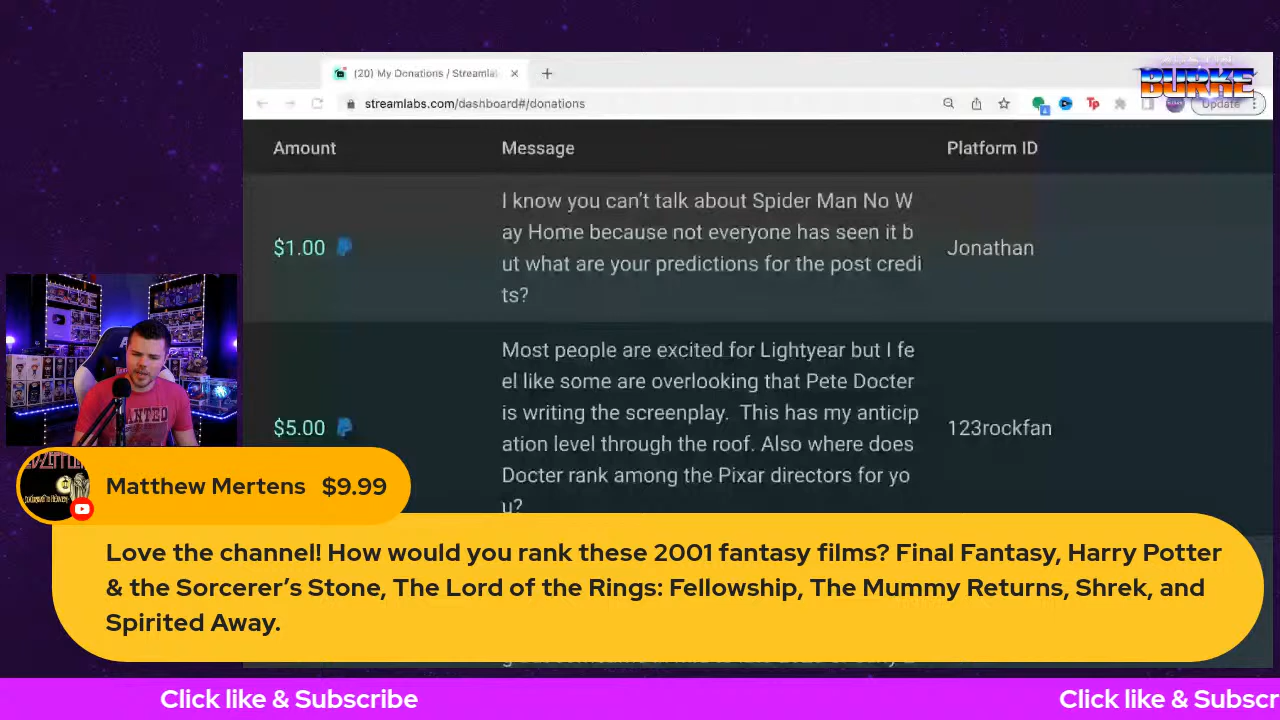 (20) My Donations / Streamla
BURKE
streamlabs.com/dashboard#/donations
Tp
Update
Amount
Message
Platform ID
I know you can't talk about Spider Man No W
ay Home because not everyone has seen it b
ut what are your predictions for the post credi
ts?
$1.00
Jonathan
Most people are excited for Lightyear but I fe
el like some are overlooking that Pete Docter
is writing the screenplay. This has my anticip
ation level through the roof. Also where does
Docter rank among the Pixar directors for yo
u?
$5.00
123rockfan
WANTED
Matthew Mertens $9.99
Love the channel! How would you rank these 2001 fantasy films? Final Fantasy, Harry Potter
& the Sorcerer's Stone, The Lord of the Rings: Fellowship, The Mummy Returns, Shrek, and
Spirited Away.
Click like & Subscribe
Click like & Subscr